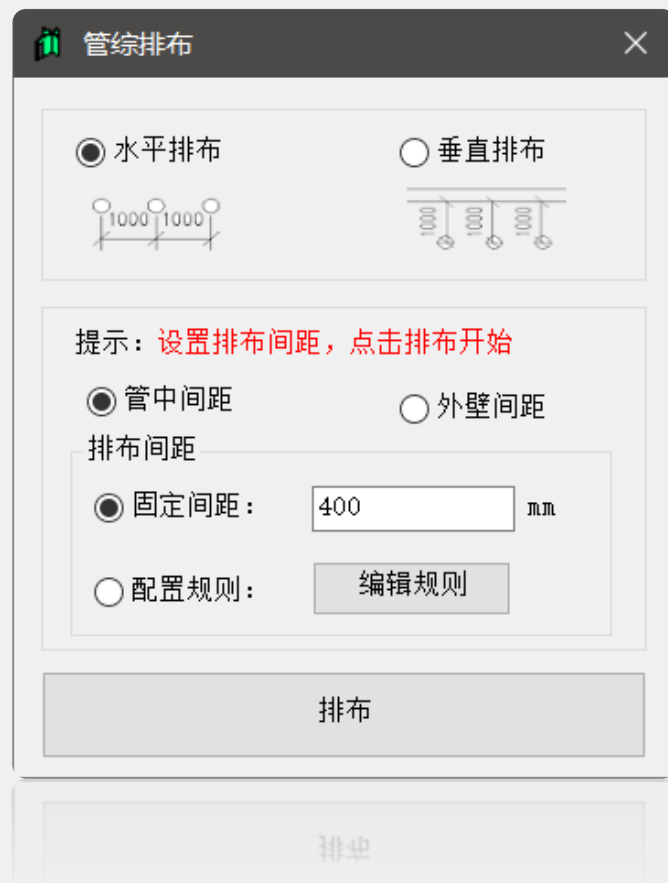 管综排布
水平排布
垂直排布
1000 1000
提示：设置排布间距，点击排布开始
管中间距
外壁间距
排布间距
固定间距：
400
mm
配置规则：
编辑规则
排布
排布